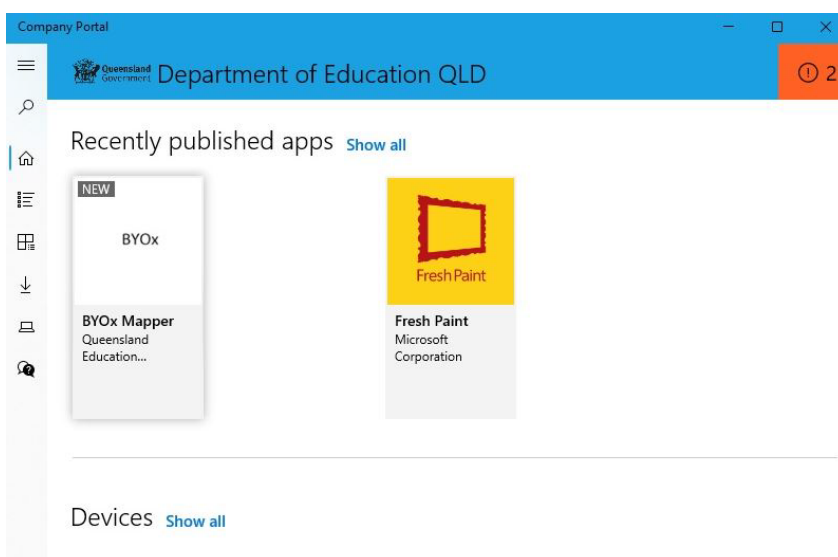 Company Portal
Queensland
Government
Department of Education QLD
2
Recently published apps Show all
NEW
BYOx
Fresh Paint
BYOx Mapper
Queensland
Education...
Fresh Paint
Microsoft
Corporation
Devices Show all